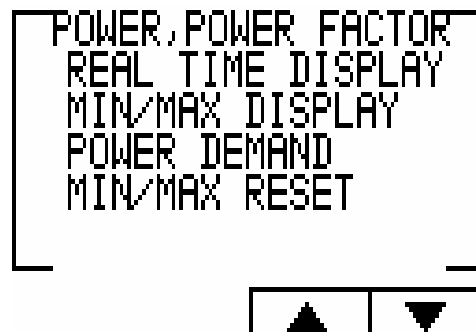 POWER,POWER FACTOR
REAL TIME DISPLAY
MIN/MAX DISPLAY
POWER DEMAND
MIN/MAX RESET